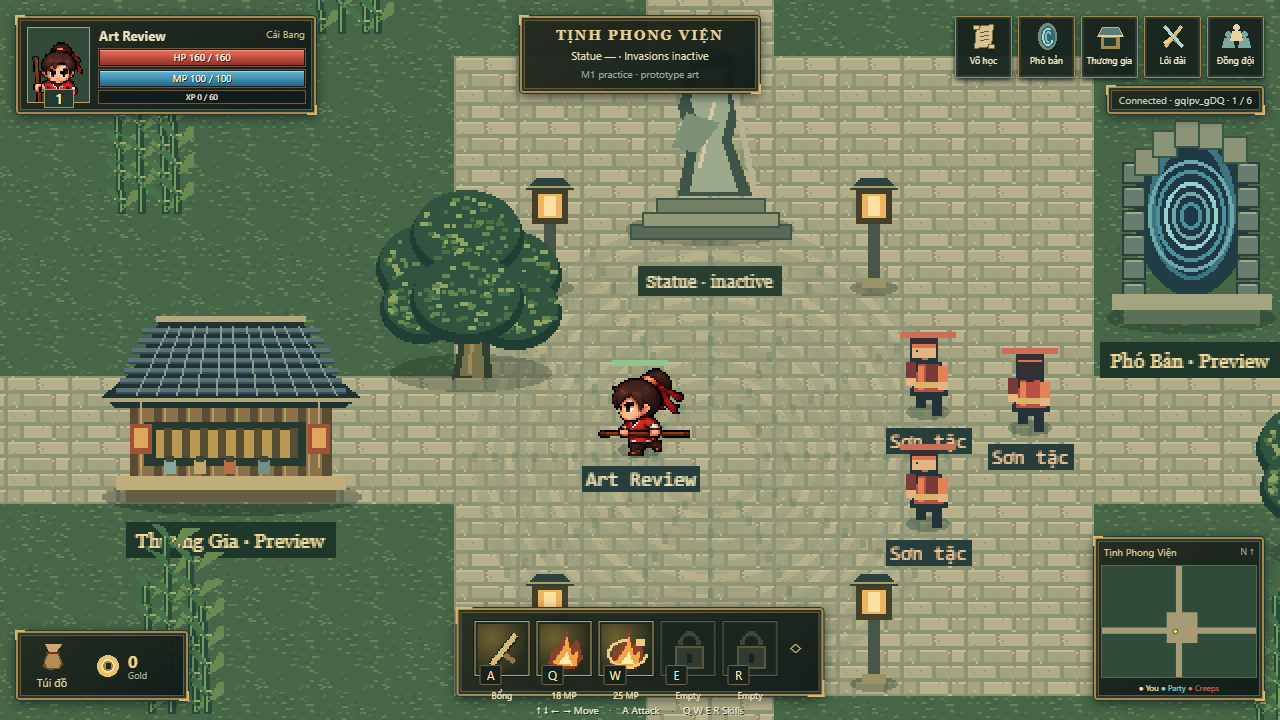 Art Review
Cái Bang
HP 160 / 160
MP 100 / 100
XP 0 / 60
1
TỊNH PHONG VIỆN
Statue — · Invasions inactive
M1 practice · prototype art
Võ học
Phó bản
Thương gia
Lôi đài
Đồng đội
Connected · gqlpv_gDQ · 1 / 6
Statue · inactive
Phó Bản · Preview
Sơn tặc
Sơn tặc
Art Review
Gia · Preview
Sơn tặc
Tịnh Phong Viện
N ↑
Túi đồ
0
Gold
A
Q
W
E
R
Bổng
18 MP
25 MP
Empty
Empty
● You ● Party ● Creeps
↑↓←→ Move · A Attack · Q W E R Skills